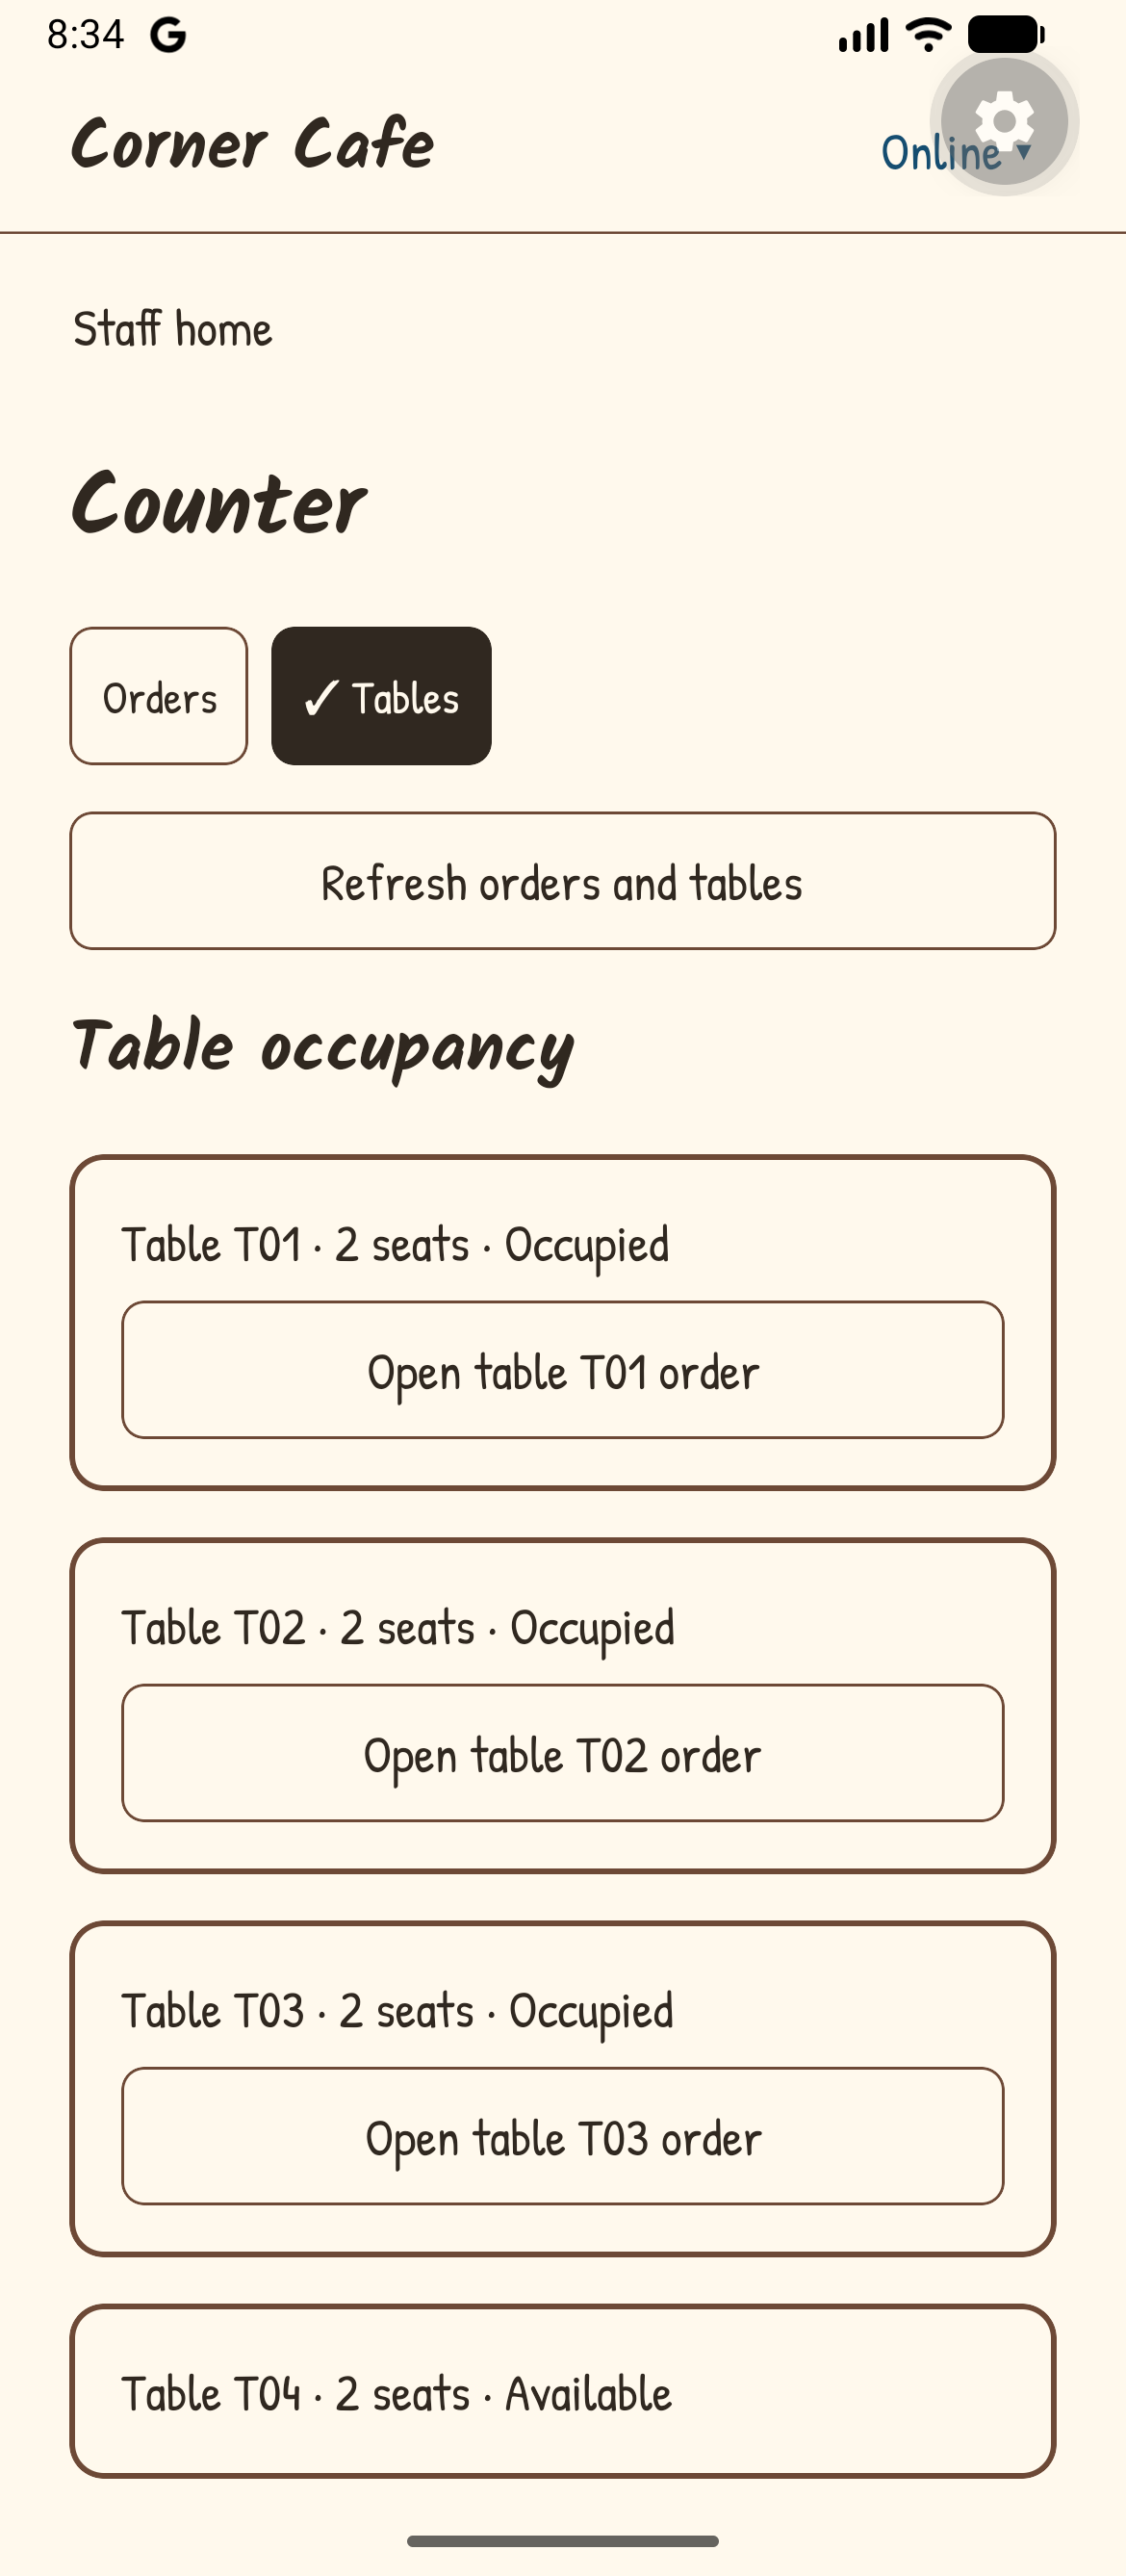 8:34
Corner Cafe
Online ▾
Staff home
Counter
Orders
✓ Tables
Refresh orders and tables
Table occupancy
Table T01 · 2 seats · Occupied
Open table T01 order
Table T02 · 2 seats · Occupied
Open table T02 order
Table T03 · 2 seats · Occupied
Open table T03 order
Table T04 · 2 seats · Available